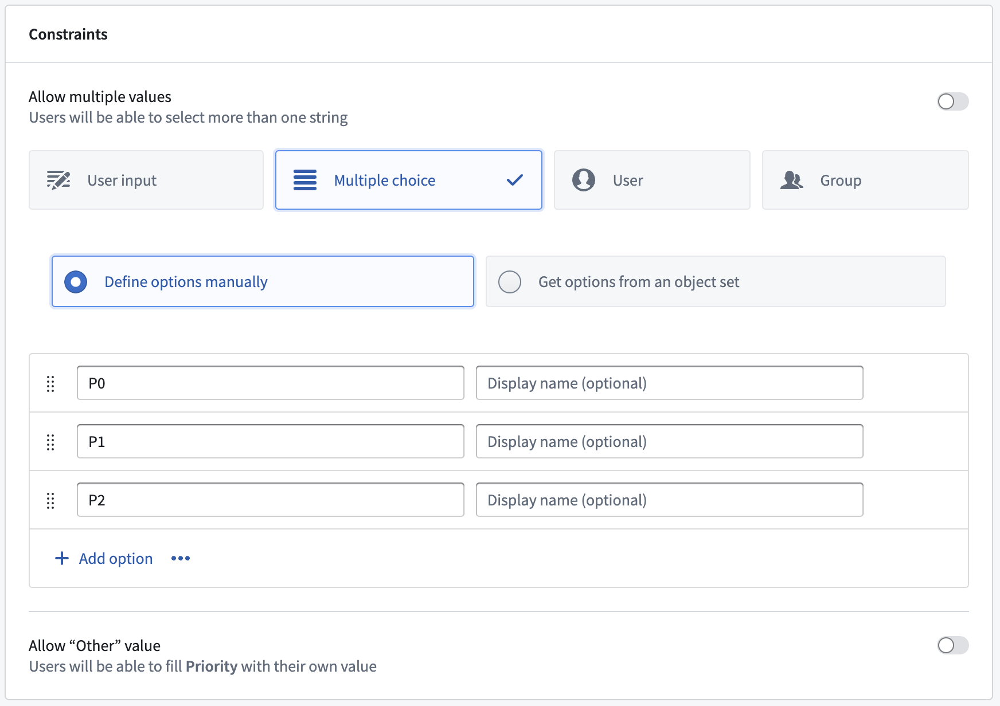 Constraints
Allow multiple values
Users will be able to select more than one string
User input
Multiple choice
User
Group
Define options manually
Get options from an object set
P0
Display name (optional)
P1
Display name (optional)
P2
Display name (optional)
Add option
Allow “Other” value
Users will be able to fill Priority with their own value